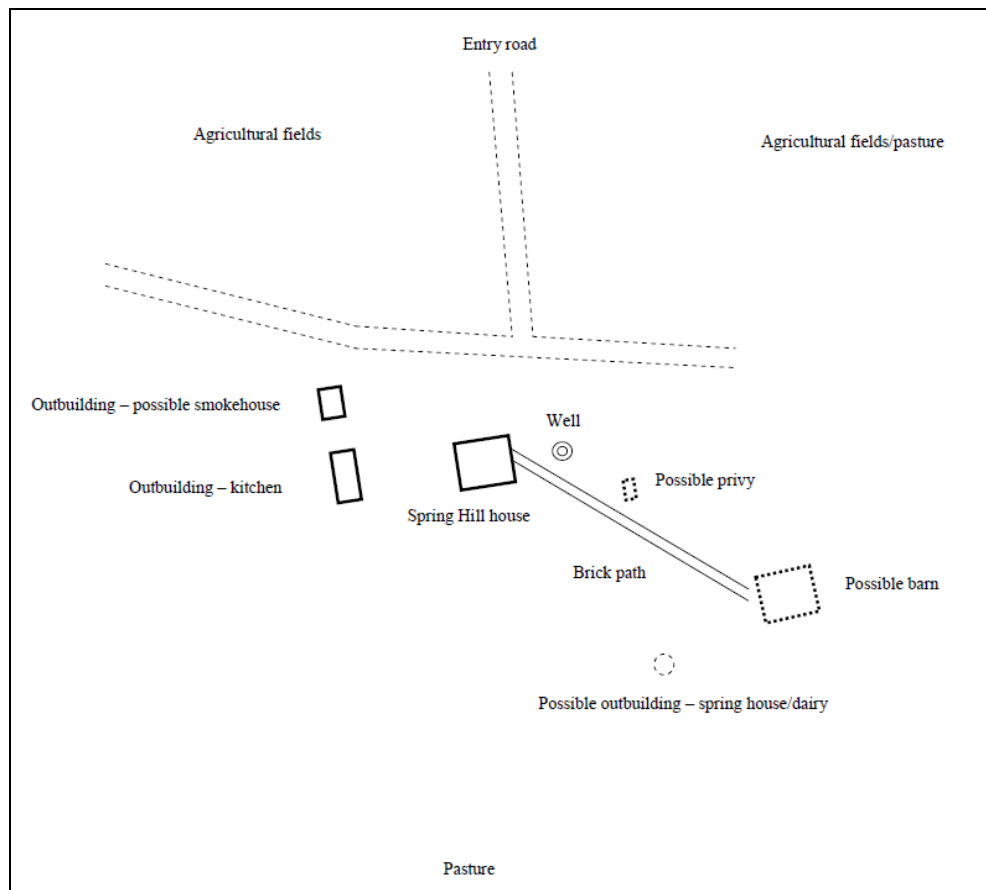 Entry road
Agricultural fields
Agricultural fields/pasture
Outbuilding – possible smokehouse
Well
Outbuilding – kitchen
Possible privy
Spring Hill house
Brick path
Possible barn
Possible outbuilding – spring house/dairy
Pasture